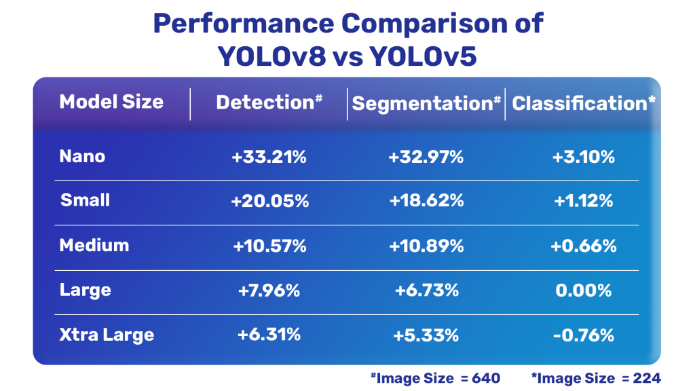 Performance Comparison of
YOLOv8 vs YOLOv5
Model Size Detection# Segmentation# Classification*
Nano +33.21% +32.97% +3.10%
Small +20.05% +18.62% +1.12%
Medium +10.57% +10.89% +0.66%
Large +7.96% +6.73% 0.00%
Xtra Large +6.31% +5.33% -0.76%
#Image Size = 640 *Image Size = 224